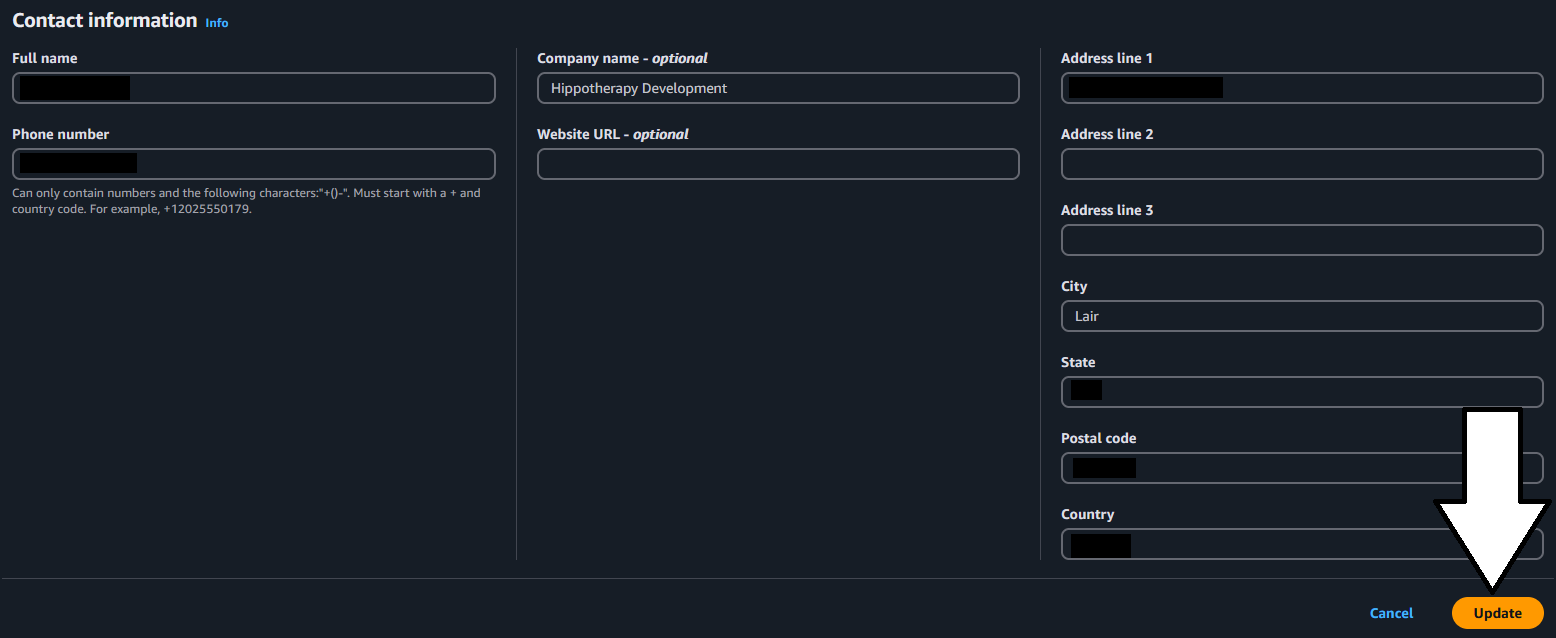 Contact information Info
Full name
Phone number
Can only contain numbers and the following characters:"+()-". Must start with a + and
country code. For example, +12025550179.
Company name - optional
Hippotherapy Development
Website URL - optional
Address line 1
Address line 2
Address line 3
City
Lair
State
Postal code
Country
Cancel
Update